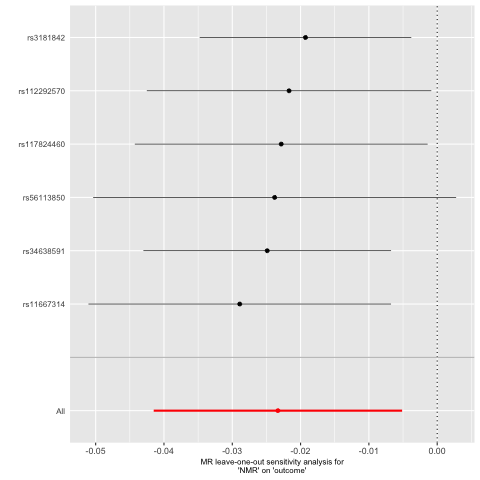 rs3181842
rs112292570
rs117824460
rs56113850
rs34638591
rs11667314
All
-0.05 -0.04 -0.03 -0.02 -0.01 0.00
MR leave-one-out sensitivity analysis for
'NMR' on 'outcome'